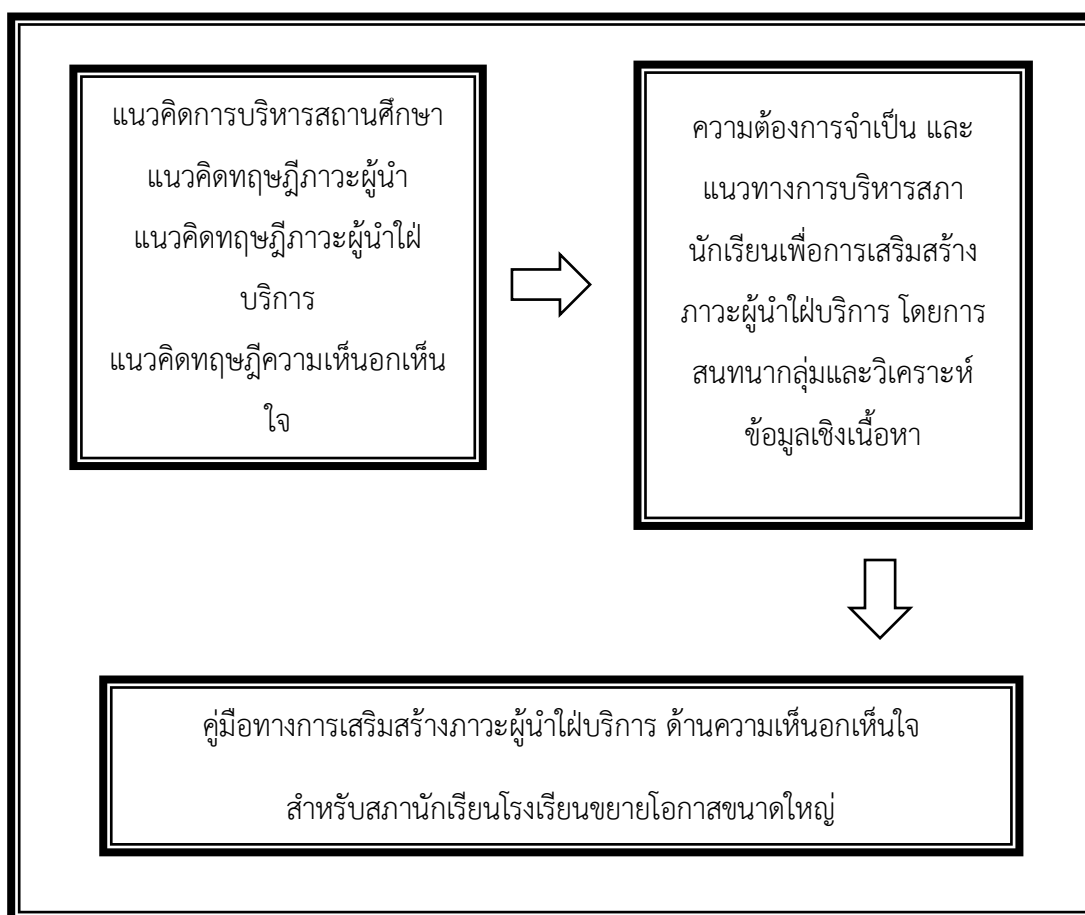 แนวคิดการบริหารสถานศึกษา
แนวคิดทฤษฎีภาวะผู้นำ
แนวคิดทฤษฎีภาวะผู้นำใฝ่
บริการ
แนวคิดทฤษฎีความเห็นอกเห็น
ใจ
ความต้องการจำเป็น และ
แนวทางการบริหารสภา
นักเรียนเพื่อการเสริมสร้าง
ภาวะผู้นำใฝ่บริการ โดยการ
สนทนากลุ่มและวิเคราะห์
ข้อมูลเชิงเนื้อหา
คู่มือทางการเสริมสร้างภาวะผู้นำใฝ่บริการ ด้านความเห็นอกเห็นใจ
สำหรับสภานักเรียนโรงเรียนขยายโอกาสขนาดใหญ่